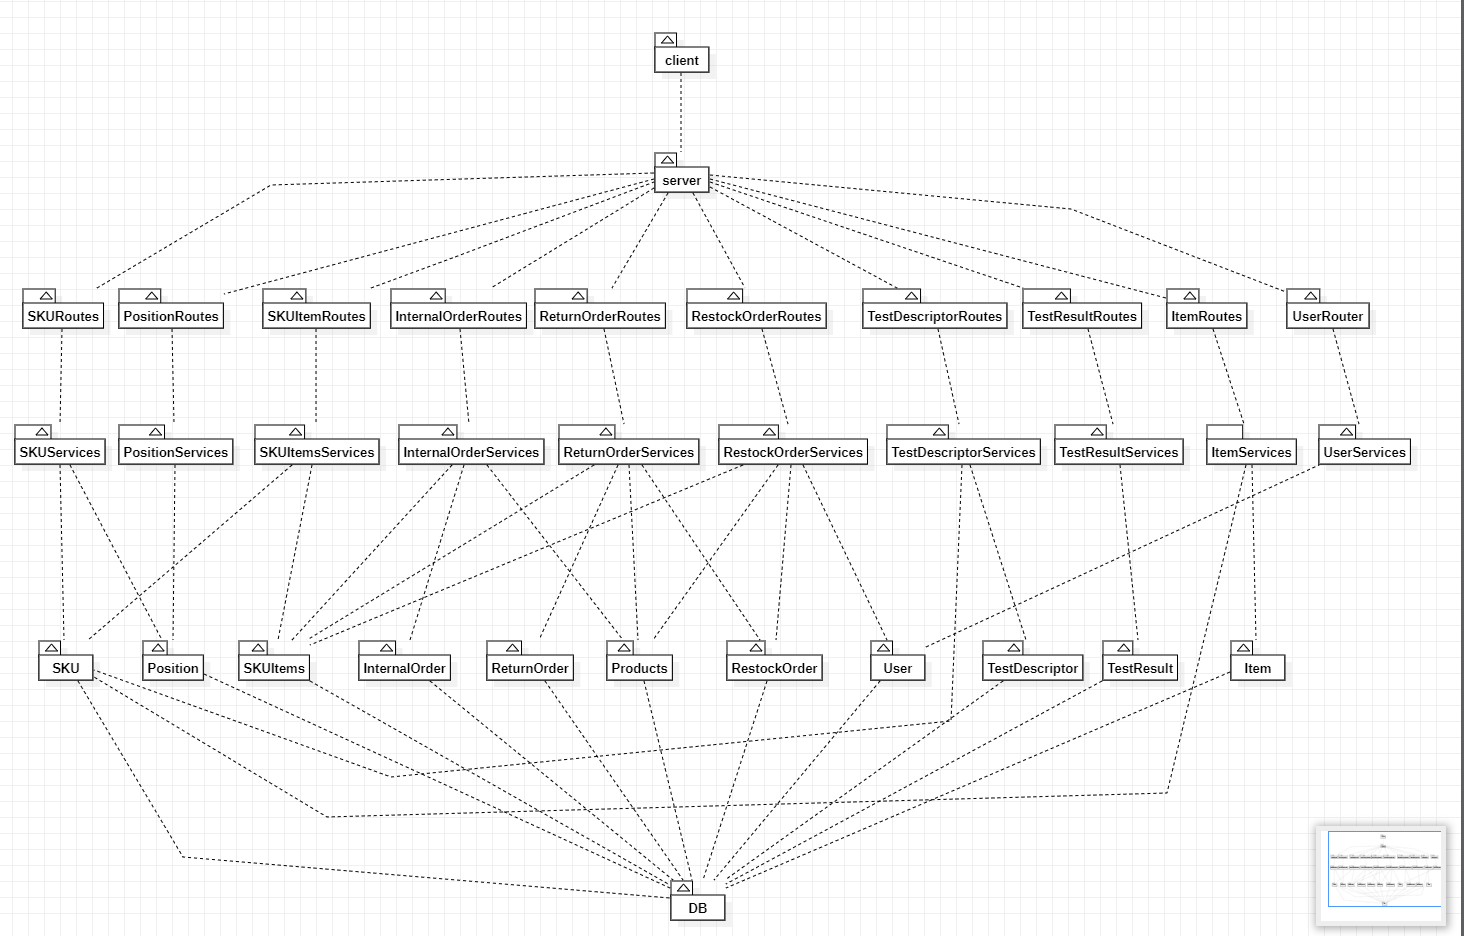 client
server
SKURoutes
PositionRoutes
SKUItemRoutes
InternalOrderRoutes
ReturnOrderRoutes
RestockOrderRoutes
TestDescriptorRoutes
TestResultRoutes
ItemRoutes
UserRouter
SKUServices
PositionServices
SKUItemsServices
InternalOrderServices
ReturnOrderServices
RestockOrderServices
TestDescriptorServices
TestResultServices
ItemServices
UserServices
SKU
Position
SKUItems
InternalOrder
ReturnOrder
Products
RestockOrder
User
TestDescriptor
TestResult
Item
DB